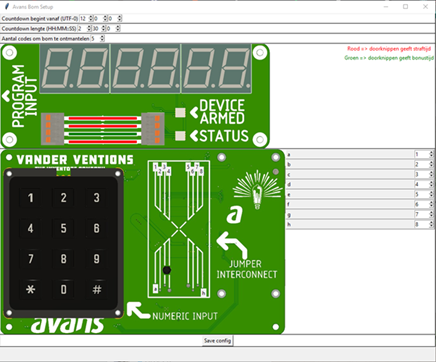 Avans Bom Setup
Countdown begint vanaf (UTF-0) 12 0 0
Countdown lengte (HH:MM:SS) 2 30 0
Aantal codes om bom te ontmantelen 5
Rood => doorknippen geeft straftijd.
Groen => doorknippen geeft bonustijd
PROGRAM
INPUT
DEVICE
ARMED
STATUS
VANDER VENTIONS
1 2 3
4 5 6
7 8 9
* 0 #
a
JUMPER
INTERCONNECT
NUMERIC INPUT
avans
a 1
b 2
c 3
d 4
e 5
f 6
g 7
h 8
Save config